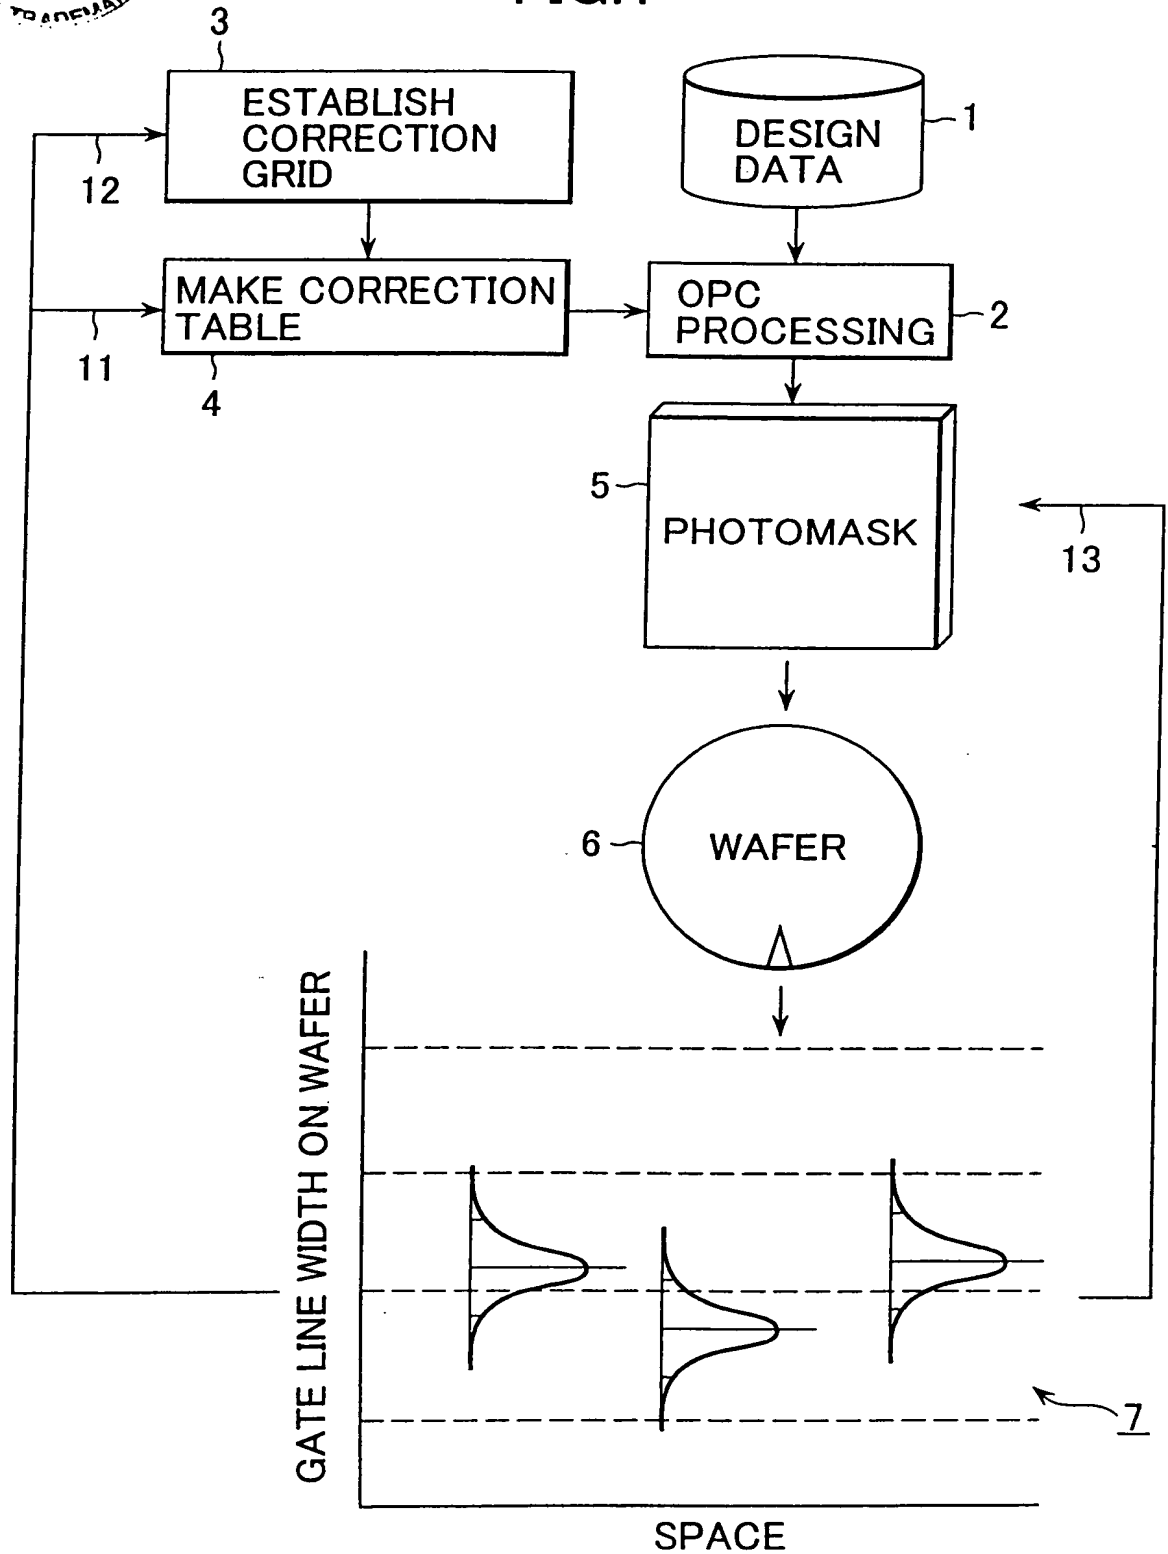 TRADEMA
3
ESTABLISH
CORRECTION
GRID
1
DESIGN
DATA
12
MAKE CORRECTION
TABLE
OPC
PROCESSING
2
11
4
5
PHOTOMASK
13
6
WAFER
GATE LINE WIDTH ON WAFER
7
SPACE